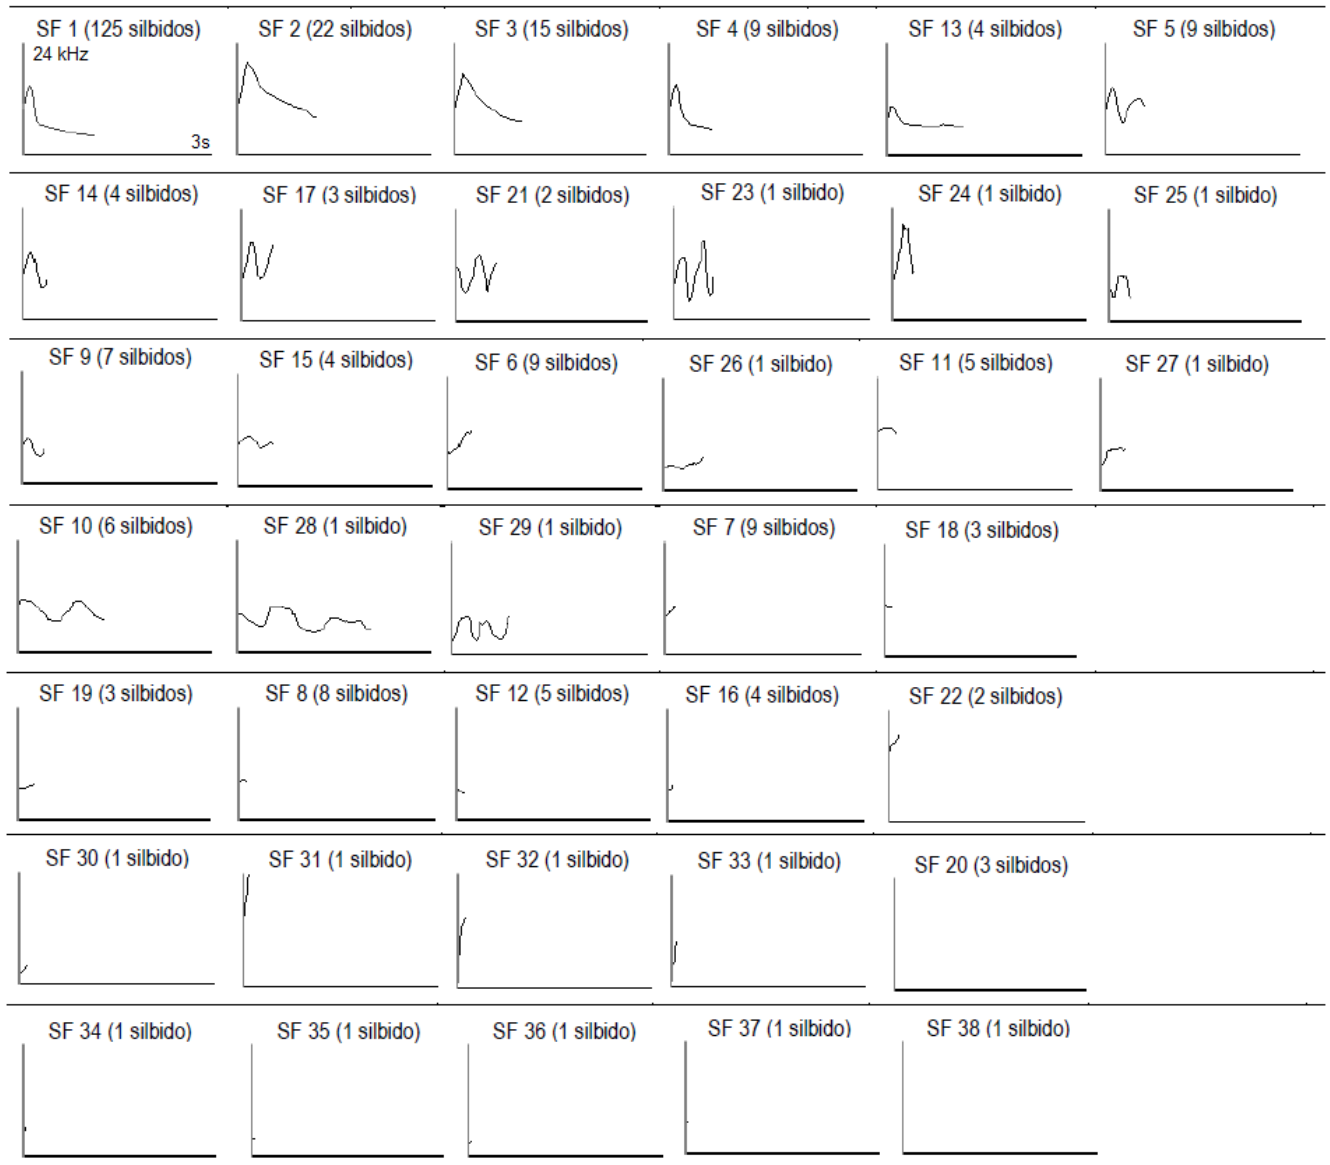 SF 1 (125 silbidos)
SF 2 (22 silbidos)
SF 3 (15 silbidos)
SF 4 (9 silbidos)
SF 13 (4 silbidos)
SF 5 (9 silbidos)
24 kHz
3s
SF 14 (4 silbidos)
SF 17 (3 silbidos)
SF 21 (2 silbidos)
SF 23 (1 silbido)
SF 24 (1 silbido)
SF 25 (1 silbido)
SF 9 (7 silbidos)
SF 15 (4 silbidos)
SF 6 (9 silbidos)
SF 26 (1 silbido)
SF 11 (5 silbidos)
SF 27 (1 silbido)
SF 10 (6 silbidos)
SF 28 (1 silbido)
SF 29 (1 silbido)
SF 7 (9 silbidos)
SF 18 (3 silbidos)
SF 19 (3 silbidos)
SF 8 (8 silbidos)
SF 12 (5 silbidos)
SF 16 (4 silbidos)
SF 22 (2 silbidos)
SF 30 (1 silbido)
SF 31 (1 silbido)
SF 32 (1 silbido)
SF 33 (1 silbido)
SF 20 (3 silbidos)
SF 34 (1 silbido)
SF 35 (1 silbido)
SF 36 (1 silbido)
SF 37 (1 silbido)
SF 38 (1 silbido)